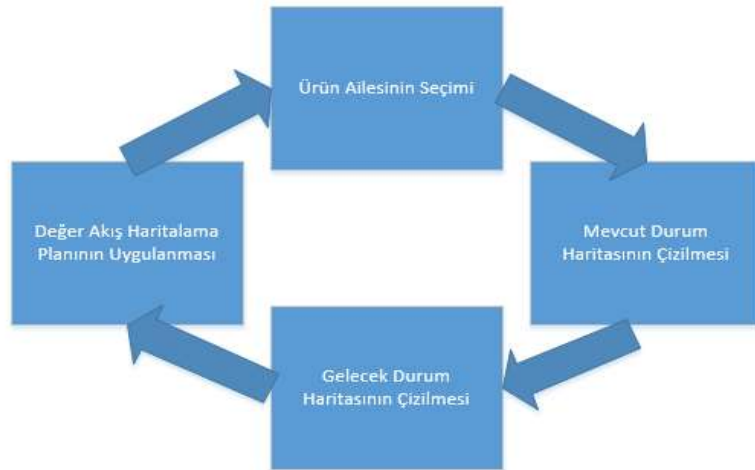 Ürün Ailesinin Seçimi
Mevcut Durum
Haritasının Çizilmesi
Gelecek Durum
Haritasının Çizilmesi
Değer Akış Haritalama
Planının Uygulanması